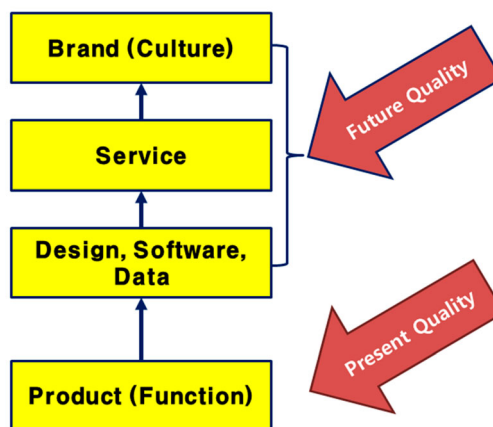 Brand (Culture)
Future Quality
Service
Design, Software,
Data
Present Quality
Product (Function)